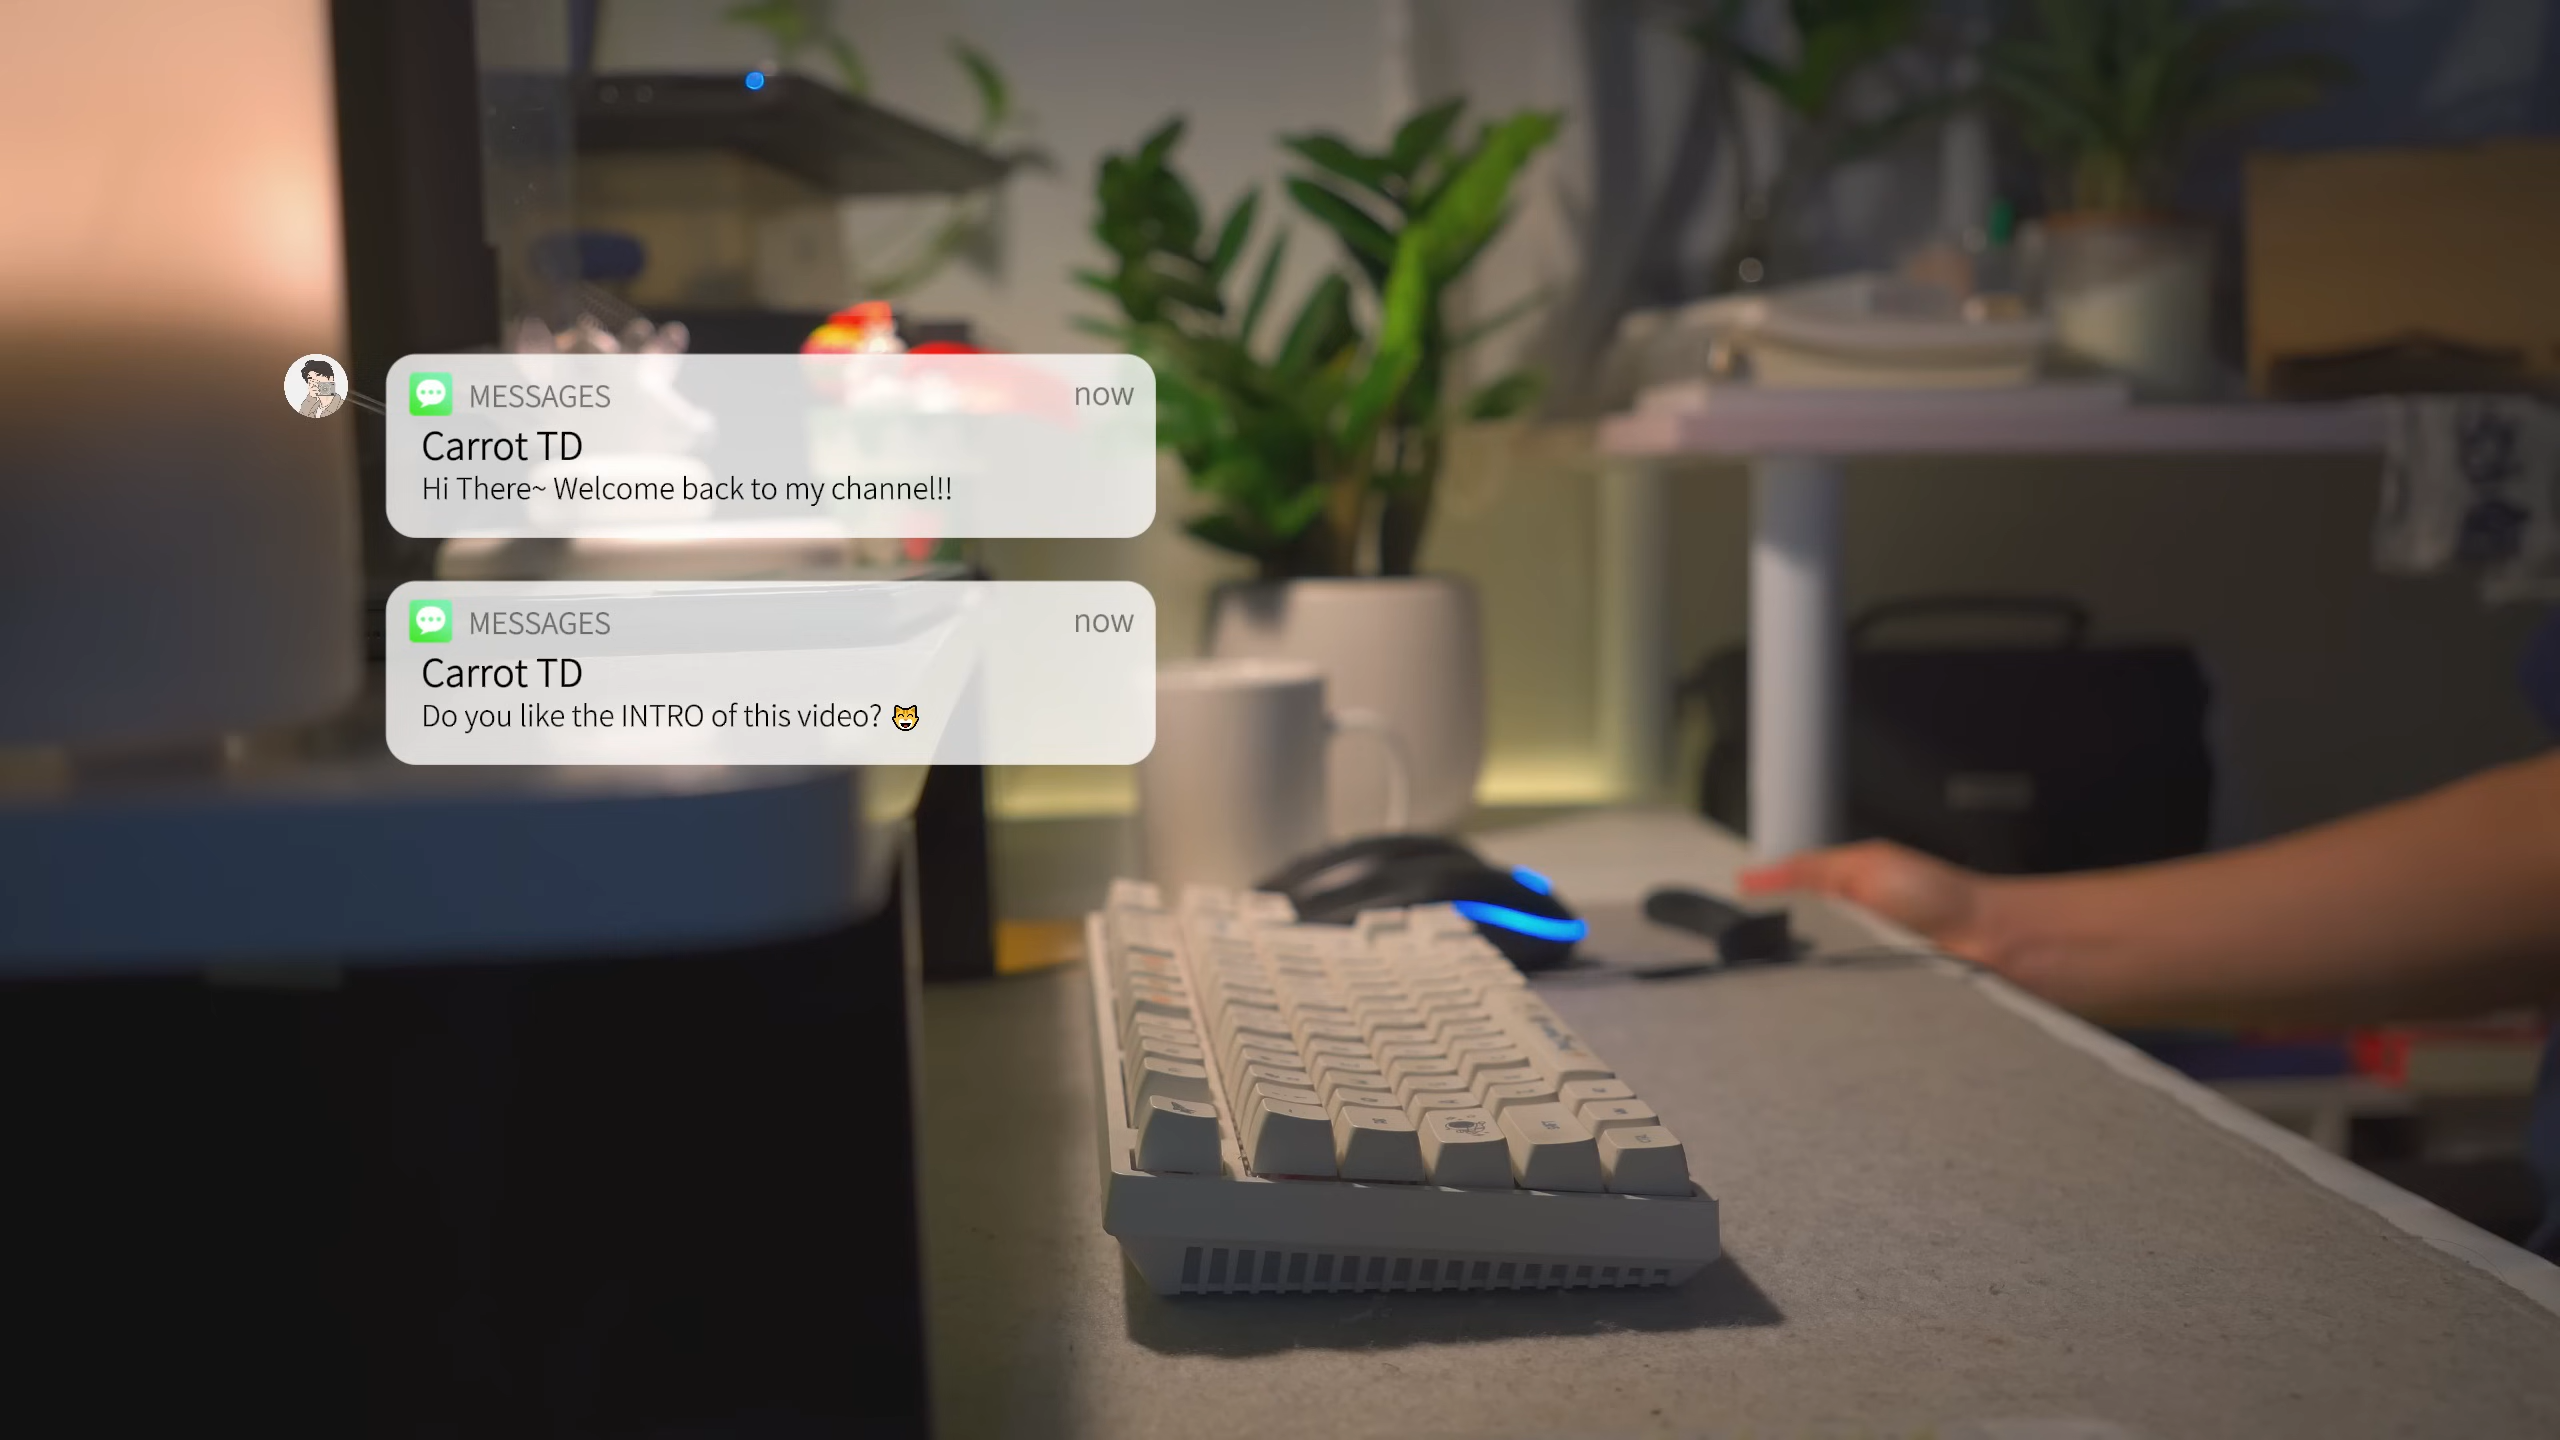 MESSAGES
now
Carrot TD
Hi There~ Welcome back to my channel!!
MESSAGES
now
Carrot TD
Do you like the INTRO of this video? 😸